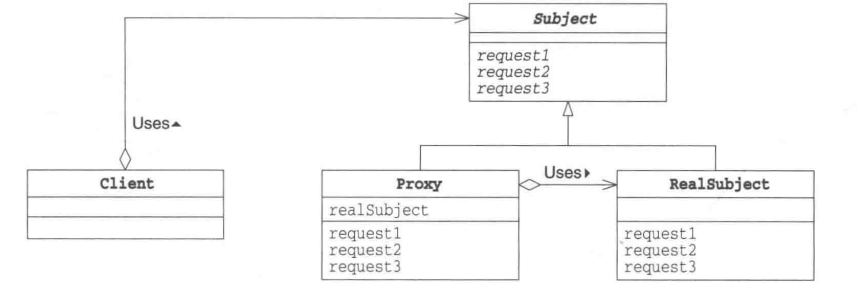 Subject
request1
request2
request3
Uses
Client
Proxy
realSubject
request1
request2
request3
Uses
RealSubject
request1
request2
request3